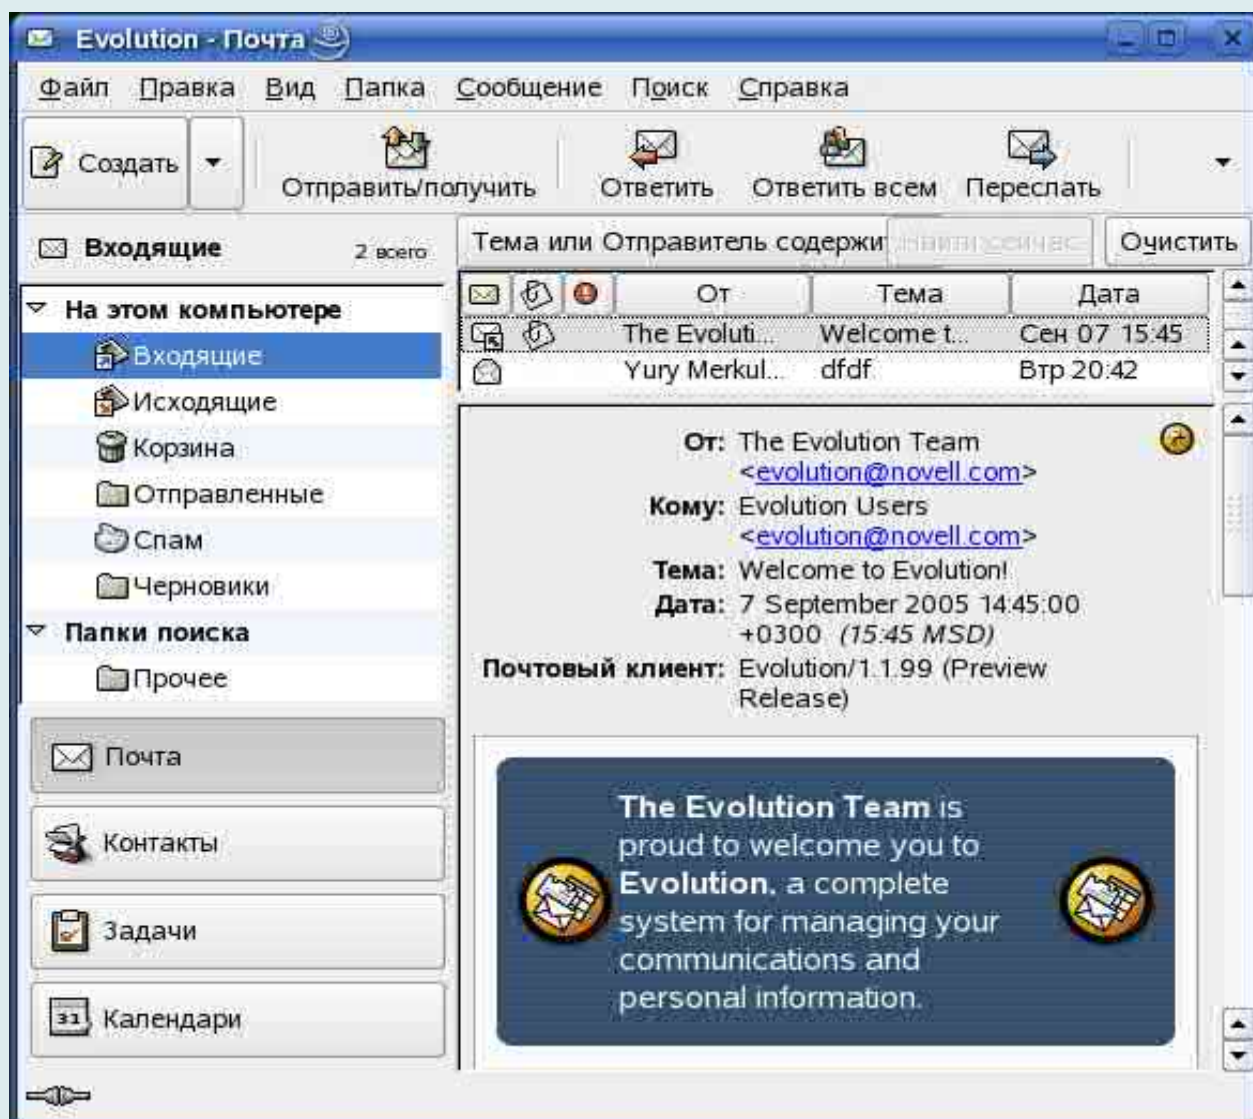 Evolution - Почта
Файл Правка Вид Папка Сообщение Поиск Справка
Создать Отправить/получить Ответить Ответить всем Переслать
Входящие 2 всего
Тема или Отправитель содержит Найти сейчас Очистить
На этом компьютере
Входящие
Исходящие
Корзина
Отправленные
Спам
Черновики
Папки поиска
Прочее
Почта
Контакты
Задачи
31 Календари
От Тема Дата
The Evoluti... Welcome t... Сен 07 15:45
Yury Merkul... dfdf Втр 20:42
От: The Evolution Team
<evolution@novell.com>
Кому: Evolution Users
<evolution@novell.com>
Тема: Welcome to Evolution!
Дата: 7 September 2005 14:45:00
+0300 (15:45 MSD)
Почтовый клиент: Evolution/1.1.99 (Preview
Release)
The Evolution Team is
proud to welcome you to
Evolution, a complete
system for managing your
communications and
personal information.